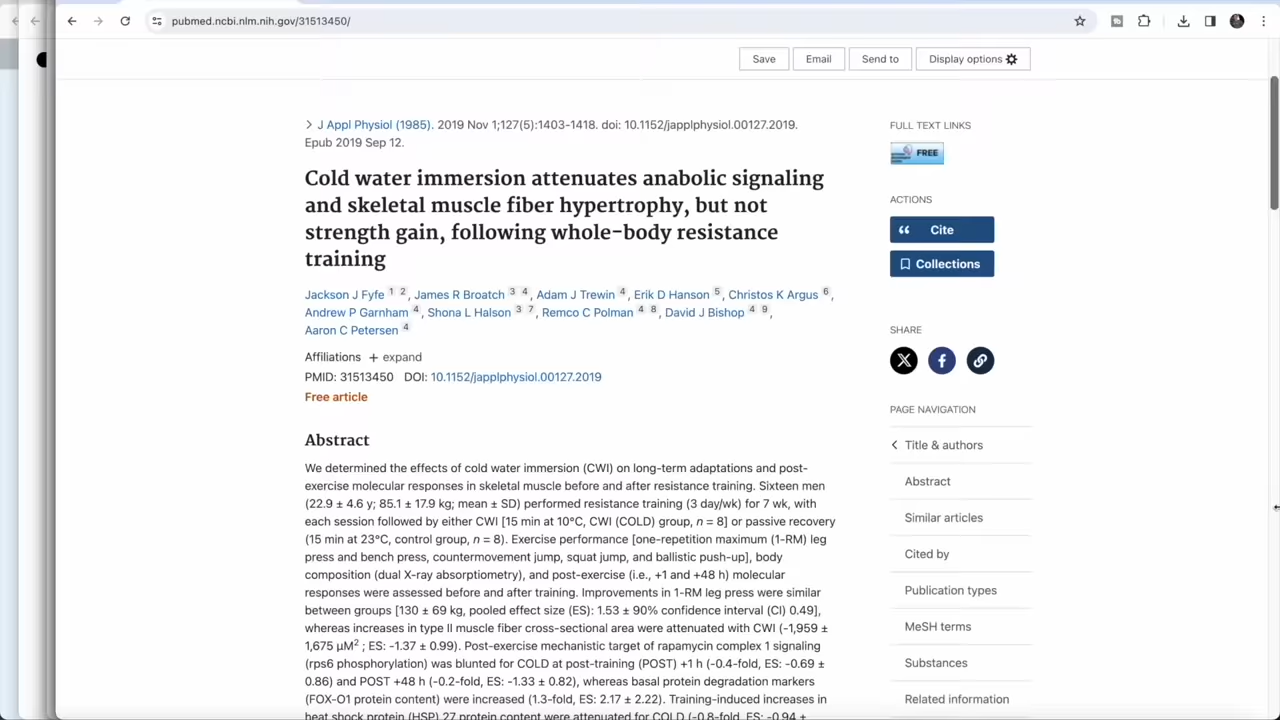 pubmed.ncbi.nlm.nih.gov/31513450/
Save Email Send to Display options
J Appl Physiol (1985). 2019 Nov 1;127(5):1403-1418. doi: 10.1152/japplphysiol.00127.2019.
Epub 2019 Sep 12.
Cold water immersion attenuates anabolic signaling
and skeletal muscle fiber hypertrophy, but not
strength gain, following whole-body resistance
training
Jackson J Fyfe 1 2, James R Broatch 3 4, Adam J Trewin 4, Erik D Hanson 5, Christos K Argus 6,
Andrew P Garnham 4, Shona L Halson 3 7, Remco C Polman 4 8, David J Bishop 4 9,
Aaron C Petersen 4
Affiliations + expand
PMID: 31513450 DOI: 10.1152/japplphysiol.00127.2019
Free article
Abstract
We determined the effects of cold water immersion (CWI) on long-term adaptations and post-
exercise molecular responses in skeletal muscle before and after resistance training. Sixteen men
(22.9 ± 4.6 y; 85.1 ± 17.9 kg; mean ± SD) performed resistance training (3 day/wk) for 7 wk, with
each session followed by either CWI [15 min at 10°C, CWI (COLD) group, n = 8] or passive recovery
(15 min at 23°C, control group, n = 8). Exercise performance [one-repetition maximum (1-RM) leg
press and bench press, countermovement jump, squat jump, and ballistic push-up], body
composition (dual X-ray absorptiometry), and post-exercise (i.e., +1 and +48 h) molecular
responses were assessed before and after training. Improvements in 1-RM leg press were similar
between groups [130 ± 69 kg, pooled effect size (ES): 1.53 ± 90% confidence interval (CI) 0.49],
whereas increases in type II muscle fiber cross-sectional area were attenuated with CWI (-1,959 ±
1,675 µM2 ; ES: -1.37 ± 0.99). Post-exercise mechanistic target of rapamycin complex 1 signaling
(rps6 phosphorylation) was blunted for COLD at post-training (POST) +1 h (-0.4-fold, ES: -0.69 ±
0.86) and POST +48 h (-0.2-fold, ES: -1.33 ± 0.82), whereas basal protein degradation markers
(FOX-O1 protein content) were increased (1.3-fold, ES: 2.17 ± 2.22). Training-induced increases in
heat shock protein (HSP) 27 protein content were attenuated for COLD (-0.8-fold, ES: -0.94 ±
FULL TEXT LINKS
FREE
ACTIONS
Cite
Collections
SHARE
PAGE NAVIGATION
Title & authors
Abstract
Similar articles
Cited by
Publication types
MeSH terms
Substances
Related information